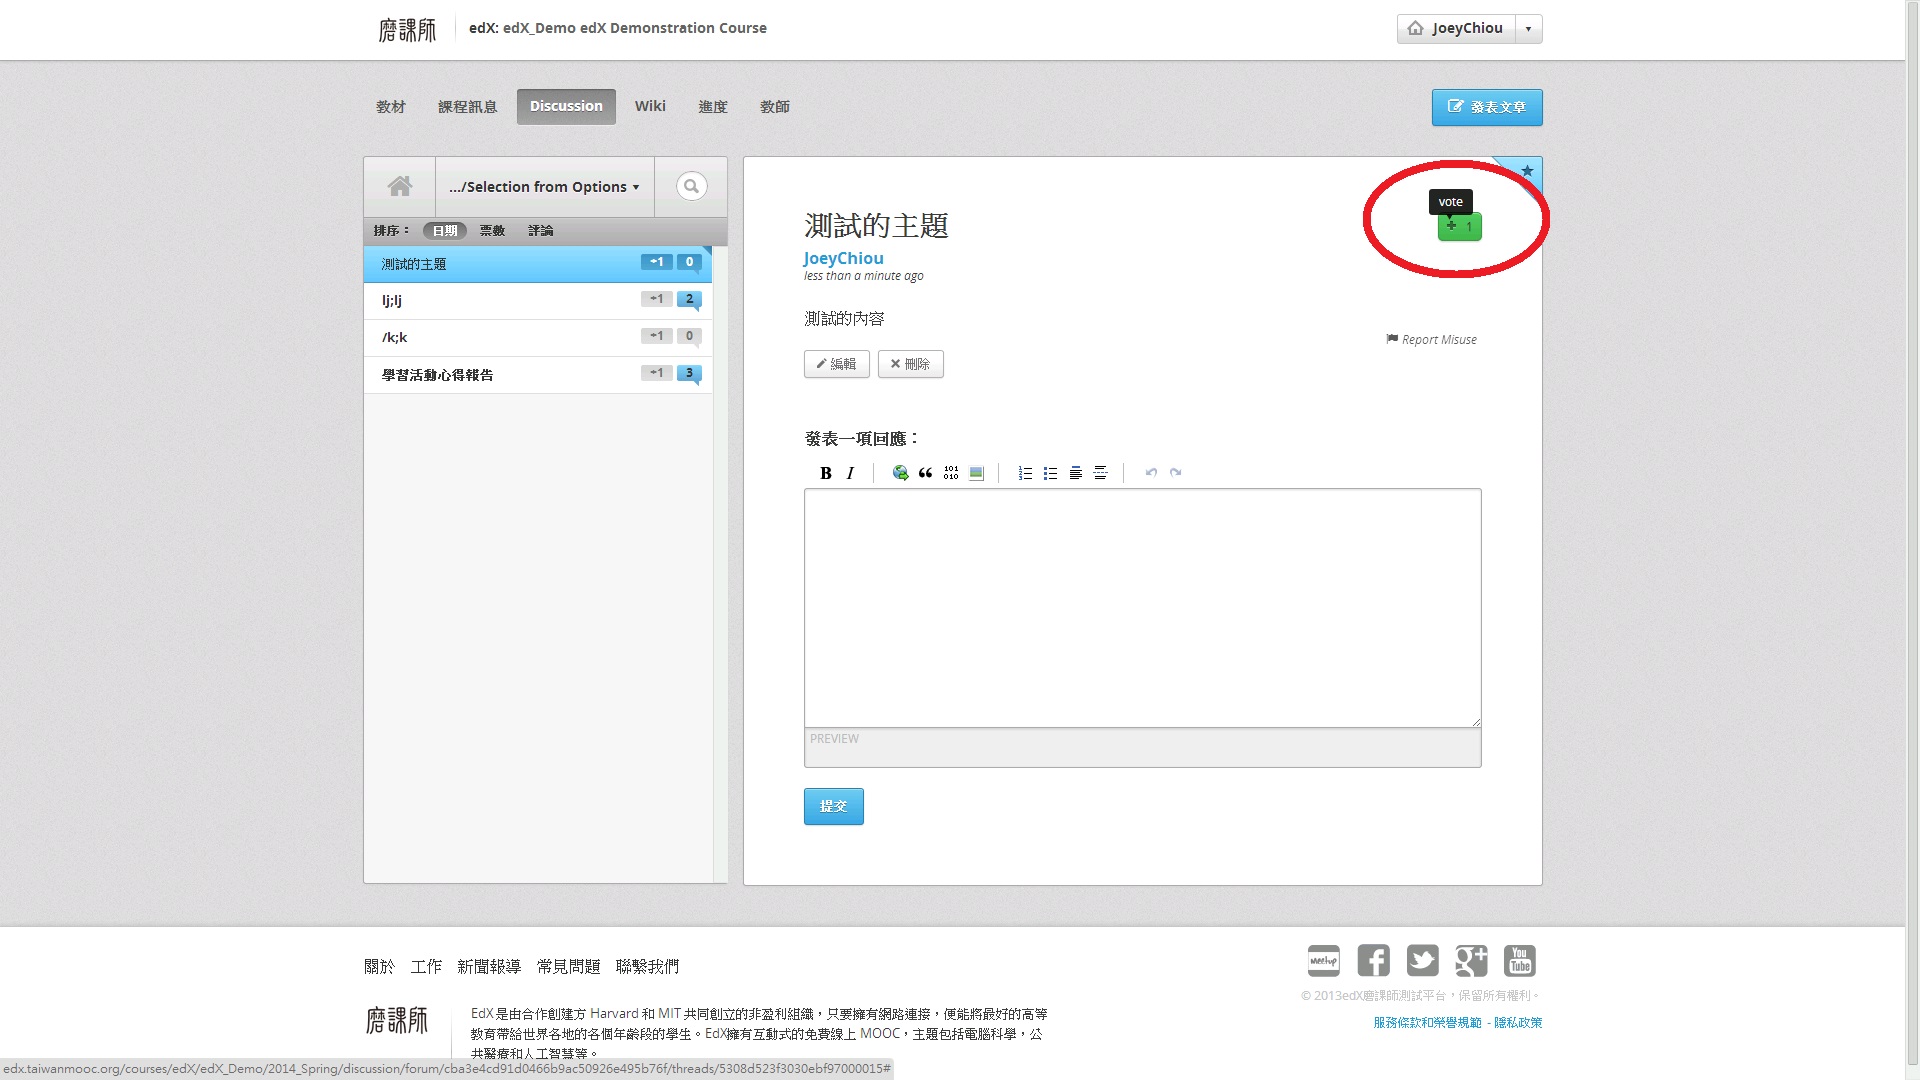 磨課師
edX: edX_Demo edX Demonstration Course
JoeyChiou
教材 課程訊息 Discussion Wiki 進度 教師
發表文章
.../Selection from Options
排序： 日期 票數 評論
測試的主題 +1 0
lj;lj +1 2
/k;k +1 0
學習活動心得報告 +1 3
vote
+ 1
測試的主題
JoeyChiou
less than a minute ago
測試的內容
Report Misuse
編輯 刪除
發表一項回應：
B I 101 010
PREVIEW
提交
關於 工作 新聞報導 常見問題 聯繫我們
Meetup f g+ You Tube
© 2013edX磨課師測試平台，保留所有權利。
服務條款和榮譽規範 - 隱私政策
磨課師
EdX 是由合作創建方 Harvard 和 MIT 共同創立的非盈利組織，只要擁有網路連接，便能將最好的高等
教育帶給世界各地的各個年齡段的學生。EdX擁有互動式的免費線上 MOOC，主題包括電腦科學，公
共醫療和人工智慧等。
edx.taiwanmooc.org/courses/edX/edX_Demo/2014_Spring/discussion/forum/cba3e4cd91d0466b9ac50926e495b76f/threads/5308d523f3030ebf97000015#